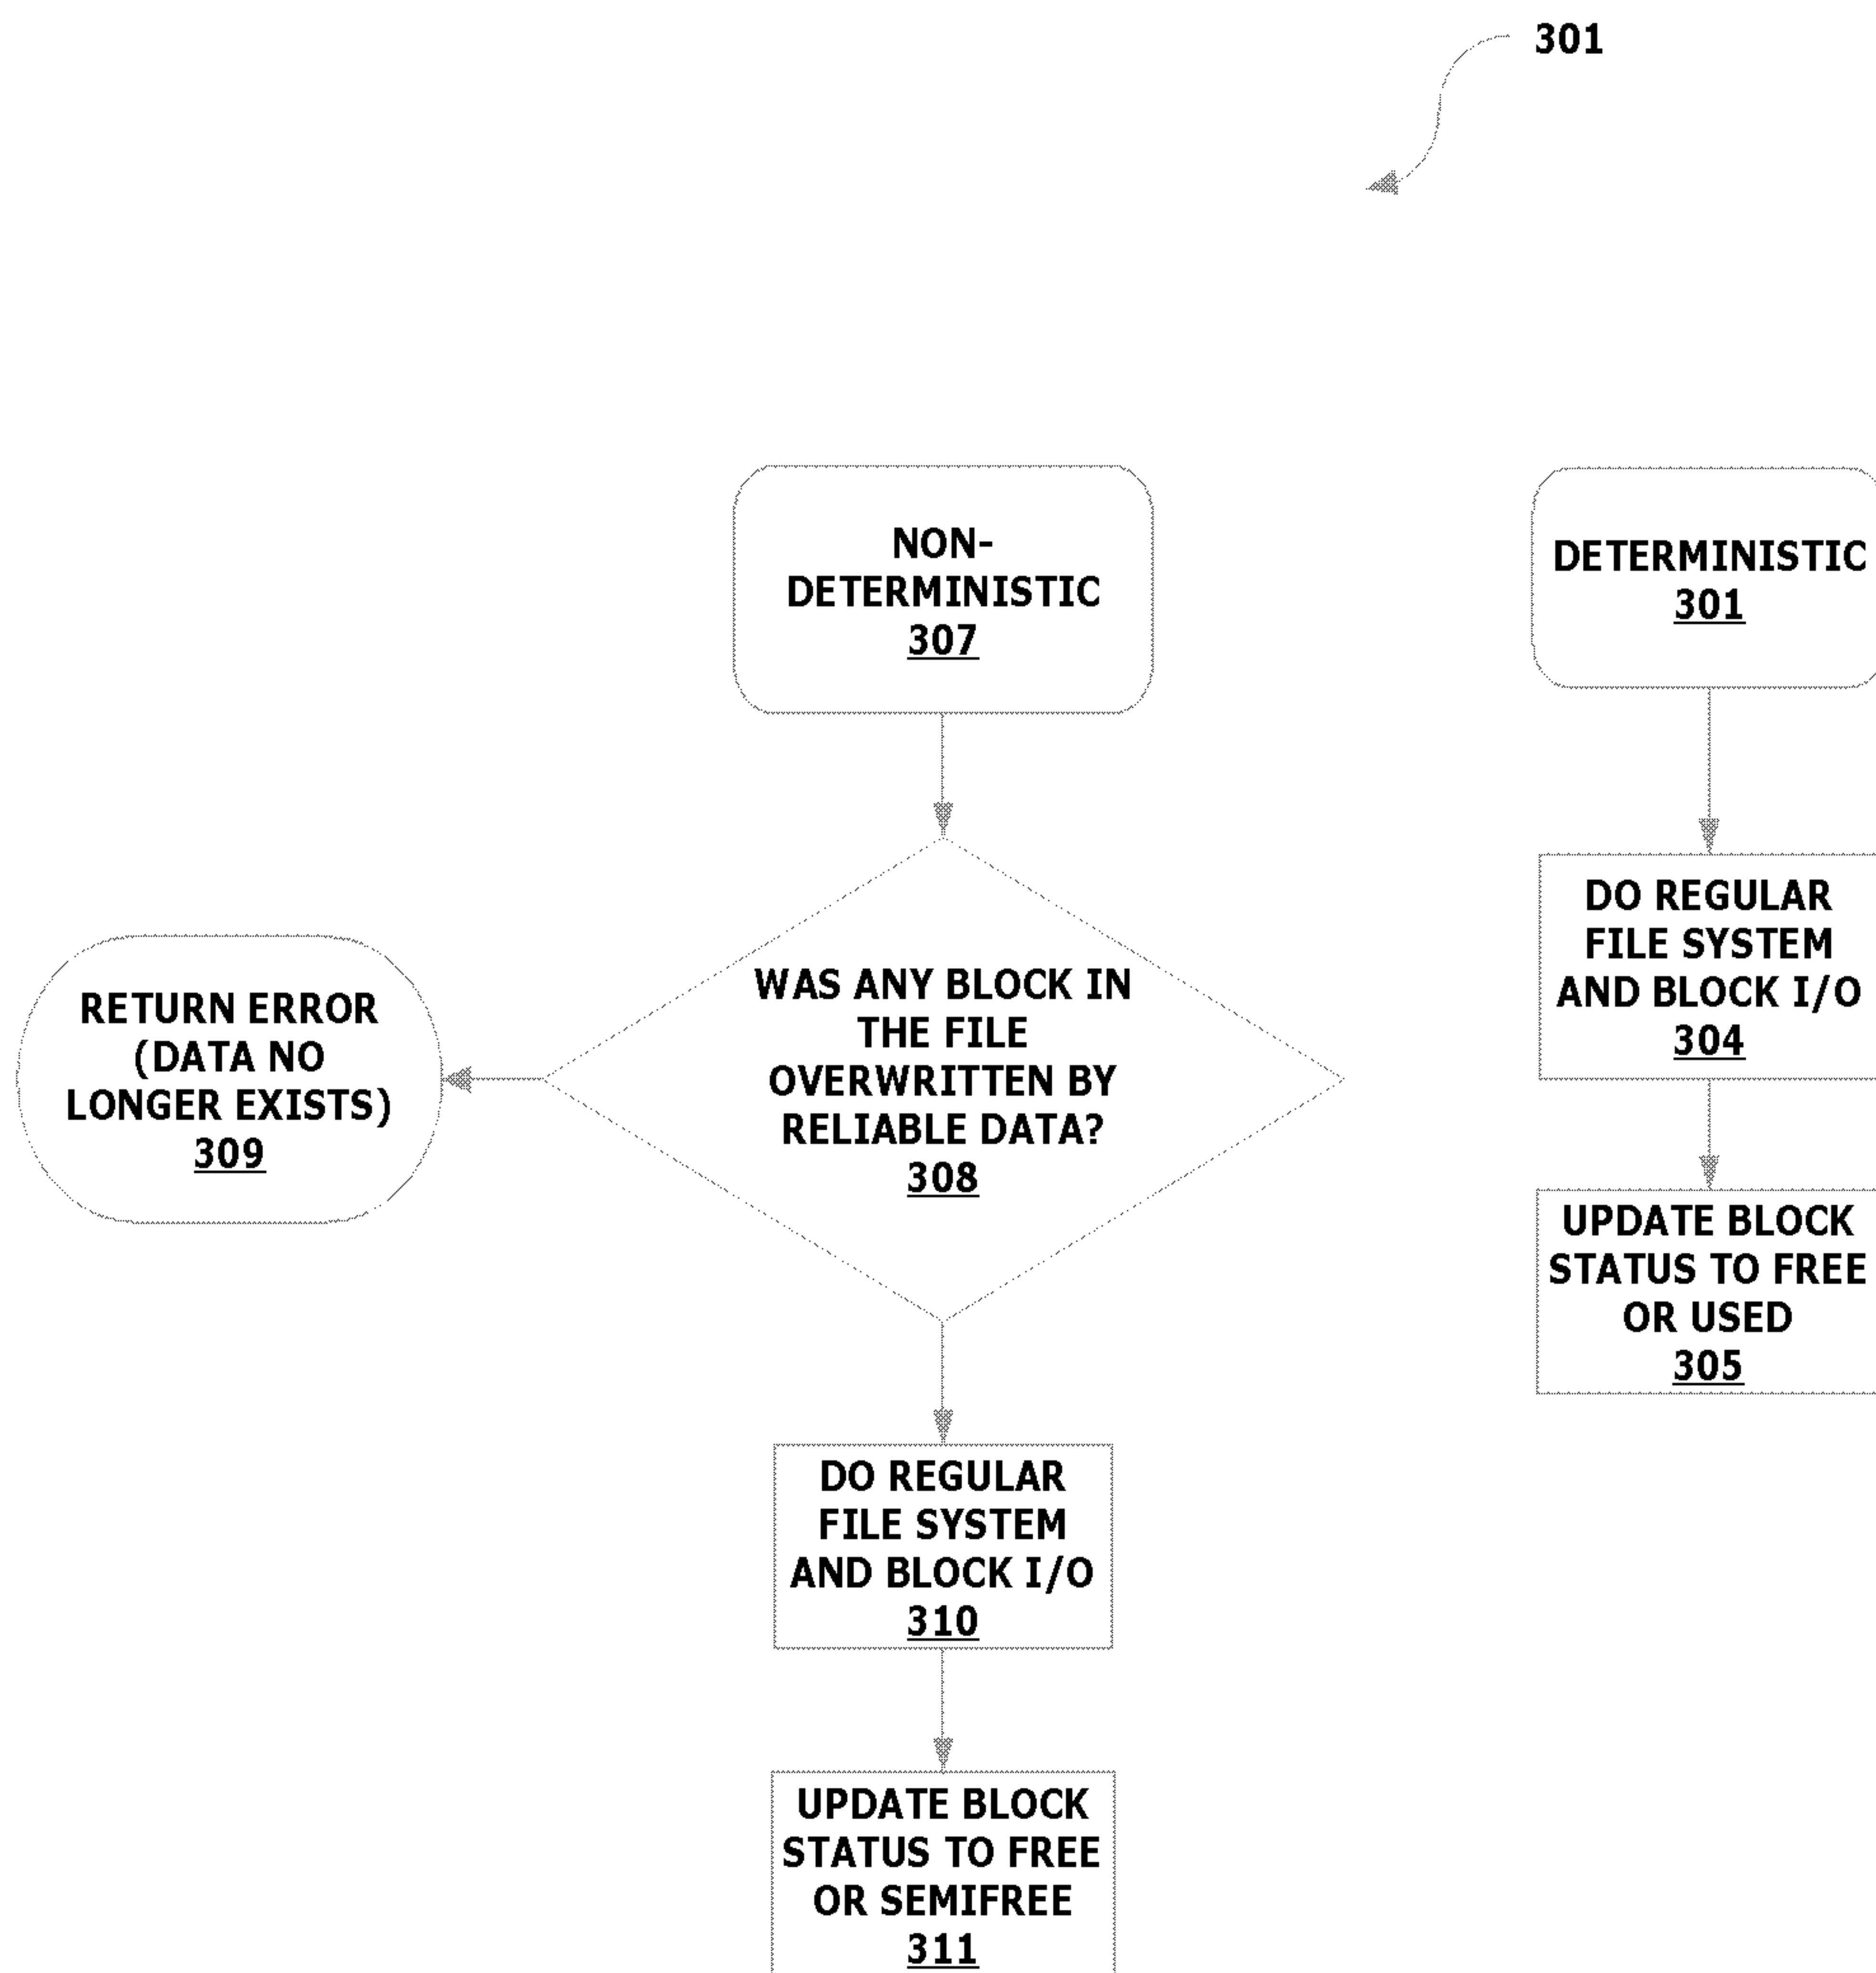 301
NON-
DETERMINISTIC
307
DETERMINISTIC
301
WAS ANY BLOCK IN
THE FILE
OVERWRITTEN BY
RELIABLE DATA?
308
RETURN ERROR
(DATA NO
LONGER EXISTS)
309
DO REGULAR
FILE SYSTEM
AND BLOCK I/O
304
UPDATE BLOCK
STATUS TO FREE
OR USED
305
DO REGULAR
FILE SYSTEM
AND BLOCK I/O
310
UPDATE BLOCK
STATUS TO FREE
OR SEMIFREE
311